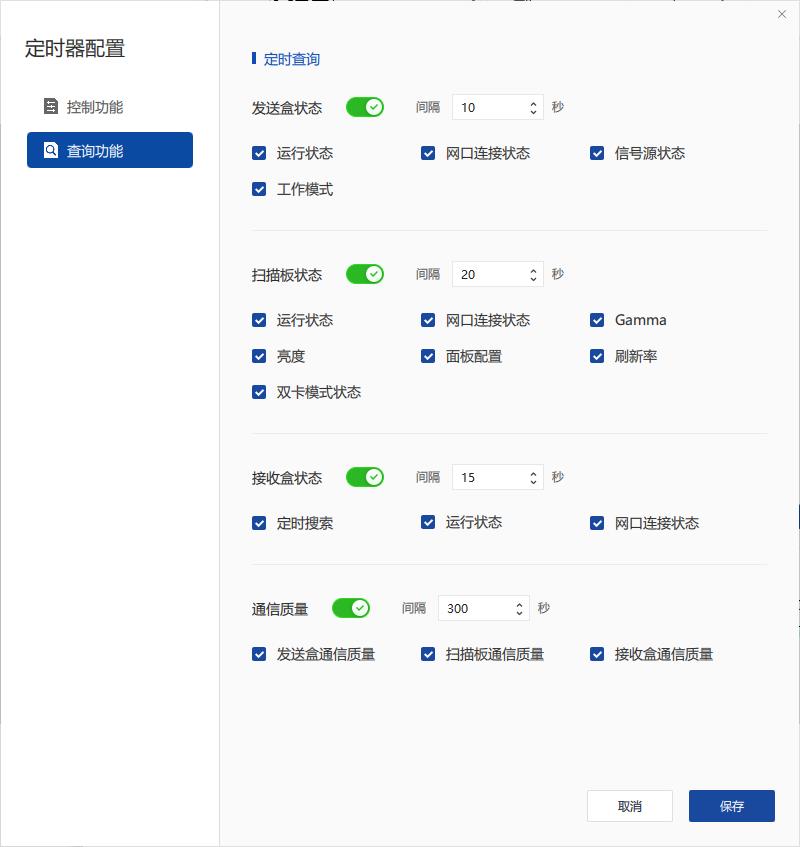 定时器配置
控制功能
查询功能
定时查询
发送盒状态 间隔 10 秒
运行状态 网口连接状态 信号源状态
工作模式
扫描板状态 间隔 20 秒
运行状态 网口连接状态 Gamma
亮度 面板配置 刷新率
双卡模式状态
接收盒状态 间隔 15 秒
定时搜索 运行状态 网口连接状态
通信质量 间隔 300 秒
发送盒通信质量 扫描板通信质量 接收盒通信质量
取消 保存